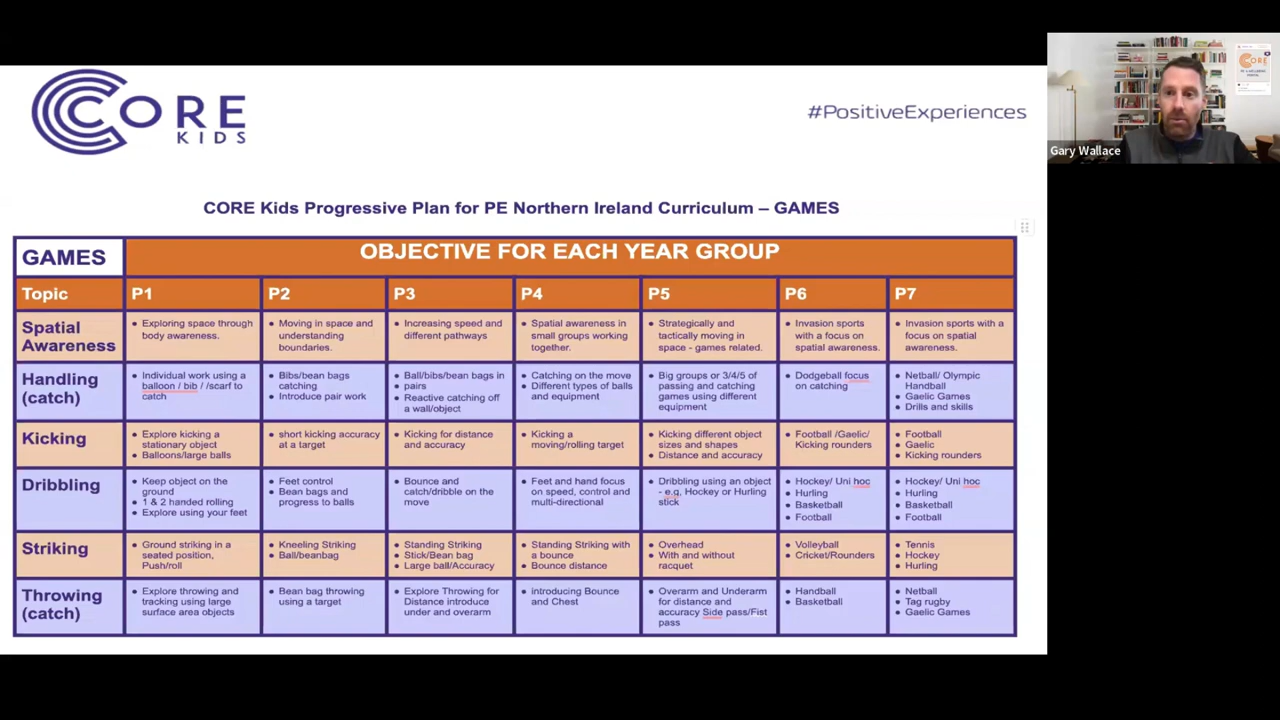 CORE
KIDS
#PositiveExperiences
CORE
Gary Wallace
CORE Kids Progressive Plan for PE Northern Ireland Curriculum – GAMES
GAMES
OBJECTIVE FOR EACH YEAR GROUP
Topic
P1
P2
P3
P4
P5
P6
P7
Spatial
Awareness
• Exploring space through
body awareness.
• Moving in space and
understanding
boundaries.
• Increasing speed and
different pathways
• Spatial awareness in
small groups working
together.
• Strategically and
tactically moving in
space - games related.
• Invasion sports
with a focus on
spatial awareness.
• Invasion sports with a
focus on spatial
awareness.
Handling
(catch)
• Individual work using a
balloon / bib / /scarf to
catch
• Bibs/bean bags
catching
• Introduce pair work
• Ball/bibs/bean bags in
• pairs
• Reactive catching off
a wall/object
• Catching on the move
• Different types of balls
and equipment
• Big groups or 3/4/5 of
passing and catching
games using different
equipment
• Dodgeball focus
on catching
• Netball/ Olympic
Handball
• Gaelic Games
• Drills and skills
Kicking
• Explore kicking a
stationary object
• Balloons/large balls
• short kicking accuracy
at a target
• Kicking for distance
and accuracy
• Kicking a
moving/rolling target
• Kicking different object
sizes and shapes
• Distance and accuracy
• Football /Gaelic/
Kicking rounders
• Football
• Gaelic
• Kicking rounders
Dribbling
• Keep object on the
ground
• 1 & 2 handed rolling
• Explore using your feet
• Feet control
• Bean bags and
progress to balls
• Bounce and
catch/dribble on the
move
• Feet and hand focus
on speed, control and
multi-directional
• Dribbling using an object
- e.g, Hockey or Hurling
stick
• Hockey/ Uni hoc
• Hurling
• Basketball
• Football
• Hockey/ Uni hoc
• Hurling
• Basketball
• Football
Striking
• Ground striking in a
seated position,
Push/roll
• Kneeling Striking
• Ball/beanbag
• Standing Striking
• Stick/Bean bag
• Large ball/Accuracy
• Standing Striking with
a bounce
• Bounce distance
• Overhead
• With and without
racquet
• Volleyball
• Cricket/Rounders
• Tennis
• Hockey
• Hurling
Throwing
(catch)
• Explore throwing and
tracking using large
surface area objects
• Bean bag throwing
using a target
• Explore Throwing for
Distance introduce
under and overarm
• introducing Bounce
and Chest
• Overarm and Underarm
for distance and
accuracy Side pass/Fist
pass
• Handball
• Basketball
• Netball
• Tag rugby
• Gaelic Games